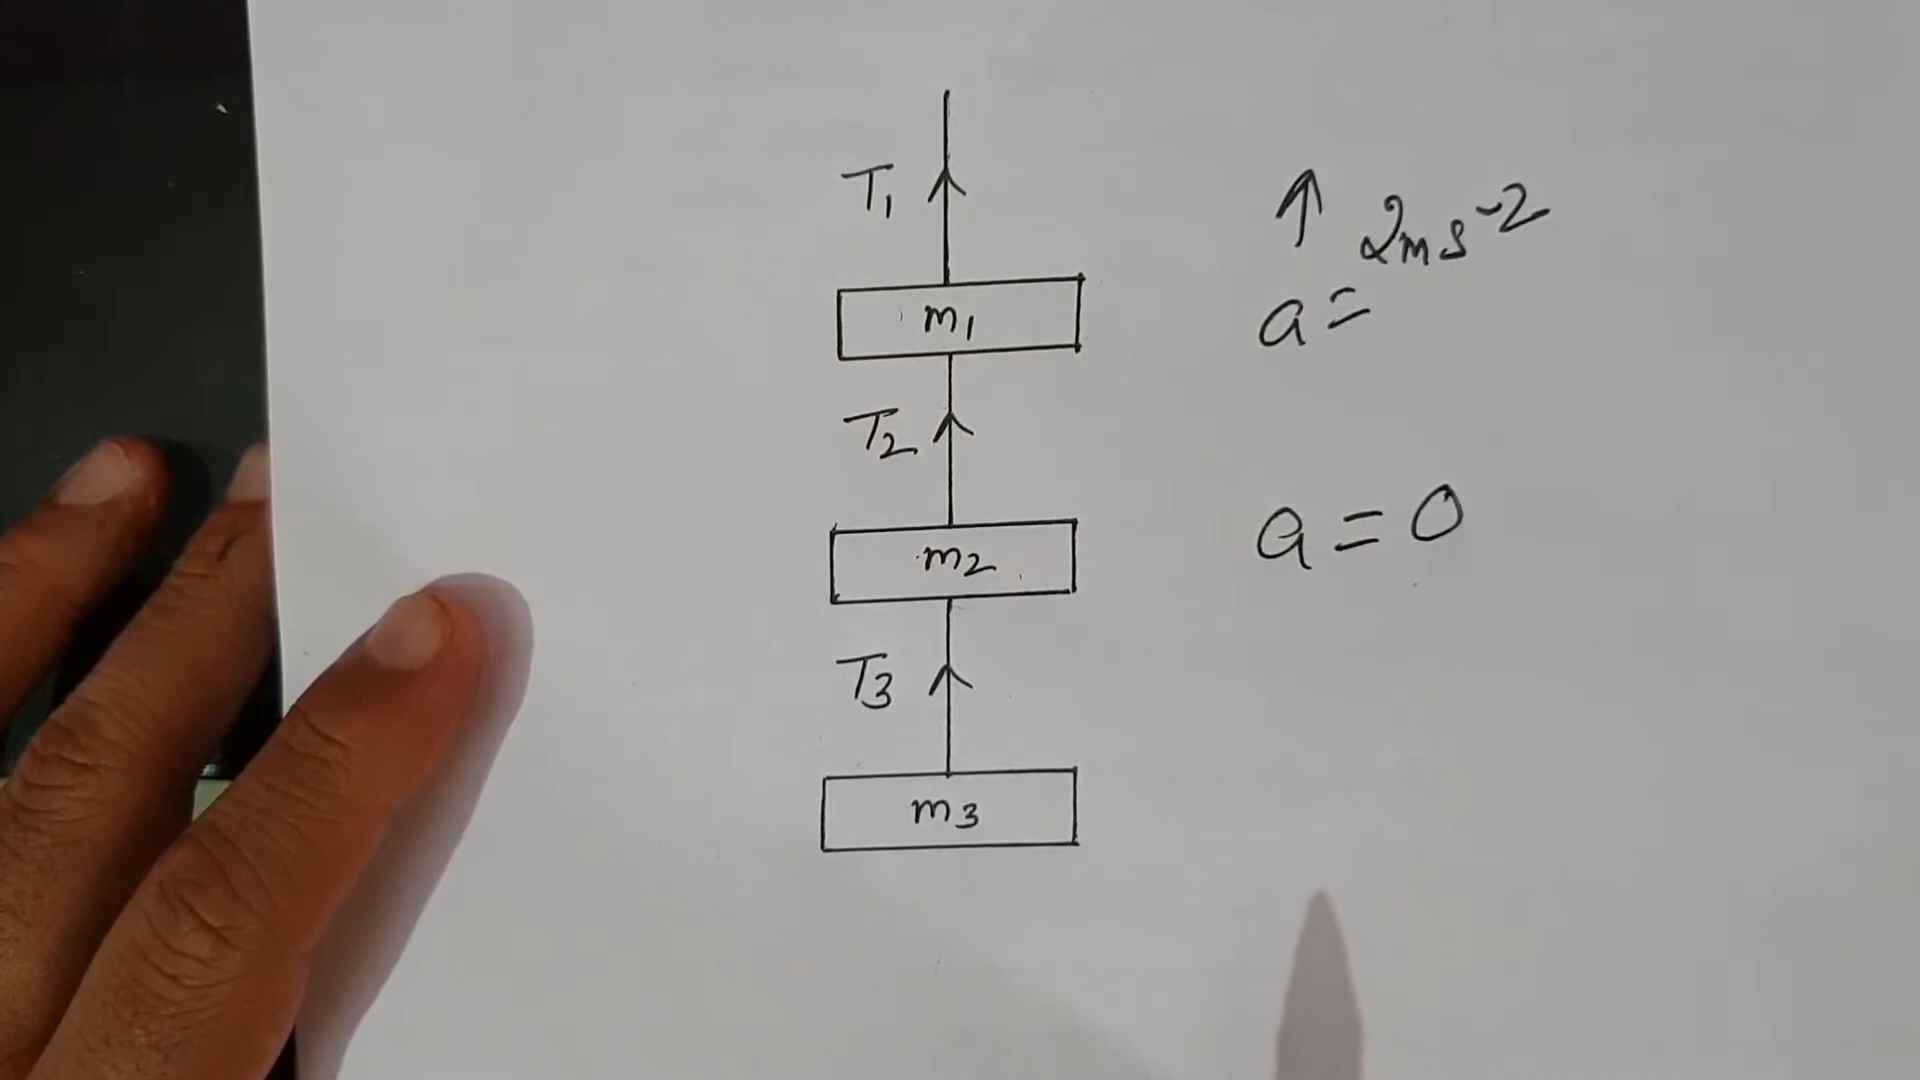 T₁
↑ 2ms⁻²
m₁
a =
T₂
a = 0
m₂
T₃
m₃